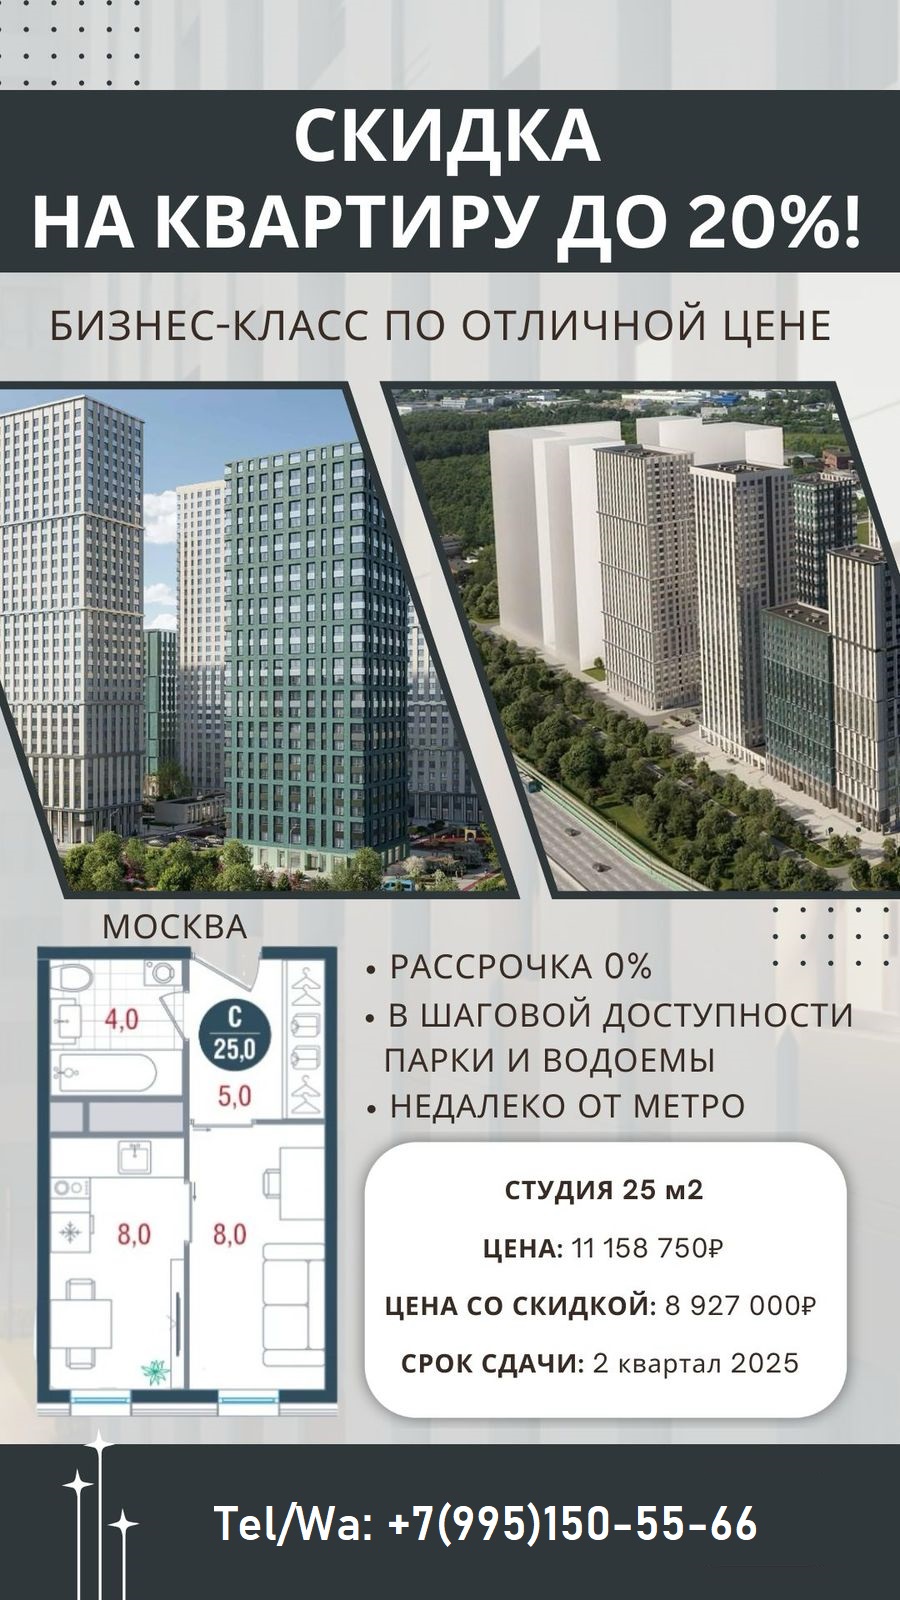 СКИДКА
НА КВАРТИРУ ДО 20%!
БИЗНЕС-КЛАСС ПО ОТЛИЧНОЙ ЦЕНЕ
МОСКВА
4,0
С
25,0
5,0
8,0
8,0
• РАССРОЧКА 0%
• В ШАГОВОЙ ДОСТУПНОСТИ
ПАРКИ И ВОДОЕМЫ
• НЕДАЛЕКО ОТ МЕТРО
СТУДИЯ 25 м2
ЦЕНА: 11 158 750₽
ЦЕНА СО СКИДКОЙ: 8 927 000₽
СРОК СДАЧИ: 2 квартал 2025
Tel/Wa: +7(995)150-55-66